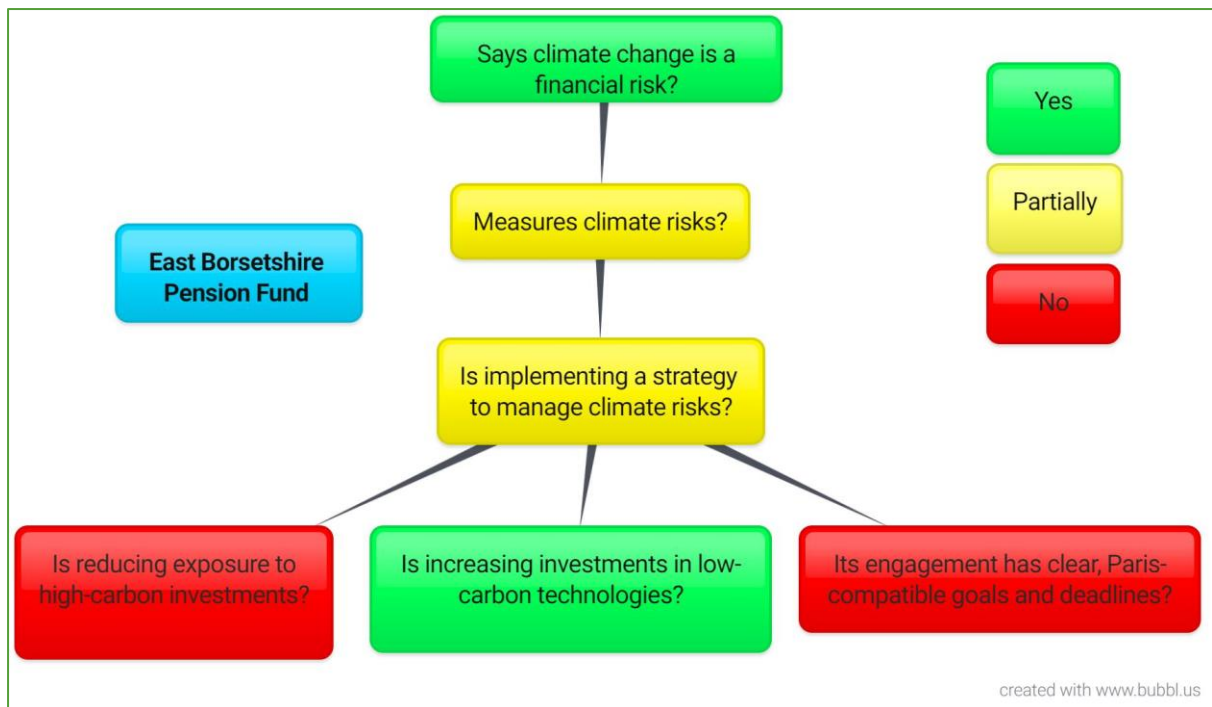 Says climate change is a
financial risk?
Yes
Measures climate risks?
Partially
East Borsetshire
Pension Fund
No
Is implementing a strategy
to manage climate risks?
Is reducing exposure to
high-carbon investments?
Is increasing investments in low-
carbon technologies?
Its engagement has clear, Paris-
compatible goals and deadlines?
created with www.bubbl.us